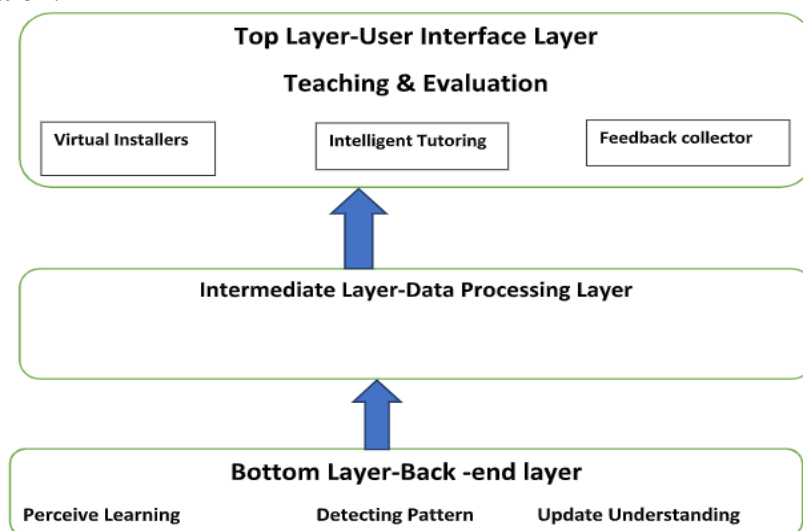 Top Layer-User Interface Layer
Teaching & Evaluation
Virtual Installers
Intelligent Tutoring
Feedback collector
Intermediate Layer-Data Processing Layer
Bottom Layer-Back -end layer
Perceive Learning
Detecting Pattern
Update Understanding